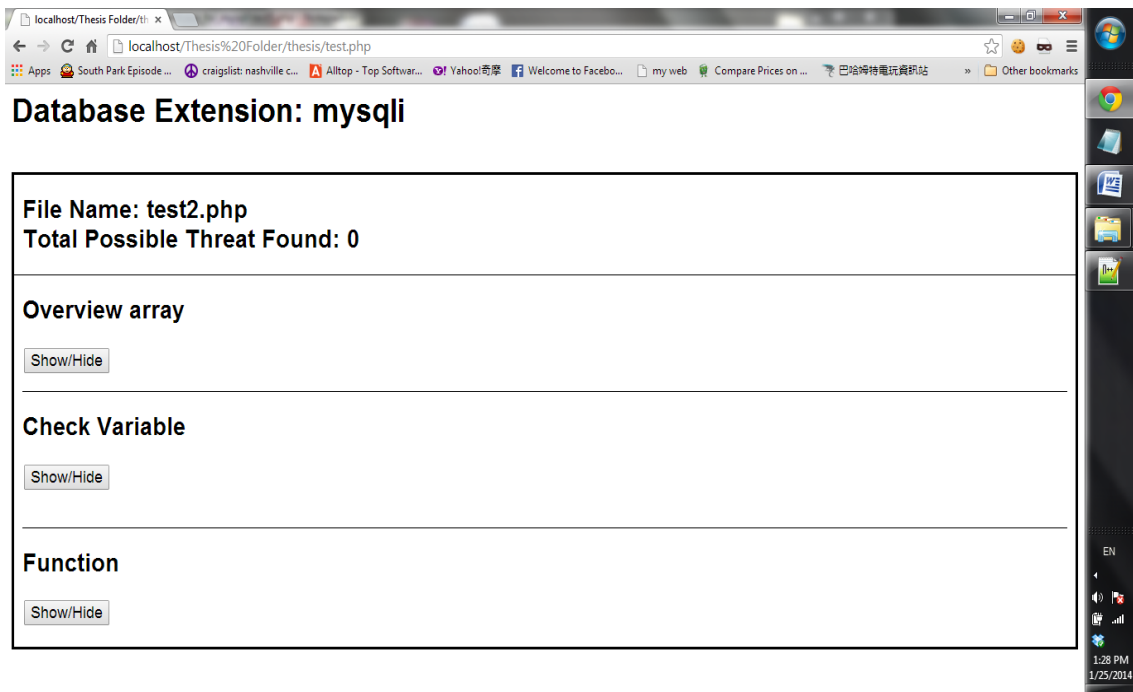 localhost/Thesis Folder/th
localhost/Thesis%20Folder/thesis/test.php
Apps South Park Episode ... craigslist: nashville c... Alltop - Top Softwar... Yahoo!奇摩 Welcome to Facebo... my web Compare Prices on ... 巴哈姆特電玩資訊站 » Other bookmarks
Database Extension: mysqli
File Name: test2.php
Total Possible Threat Found: 0
Overview array
Show/Hide
Check Variable
Show/Hide
Function
Show/Hide
EN
1:28 PM
1/25/2014